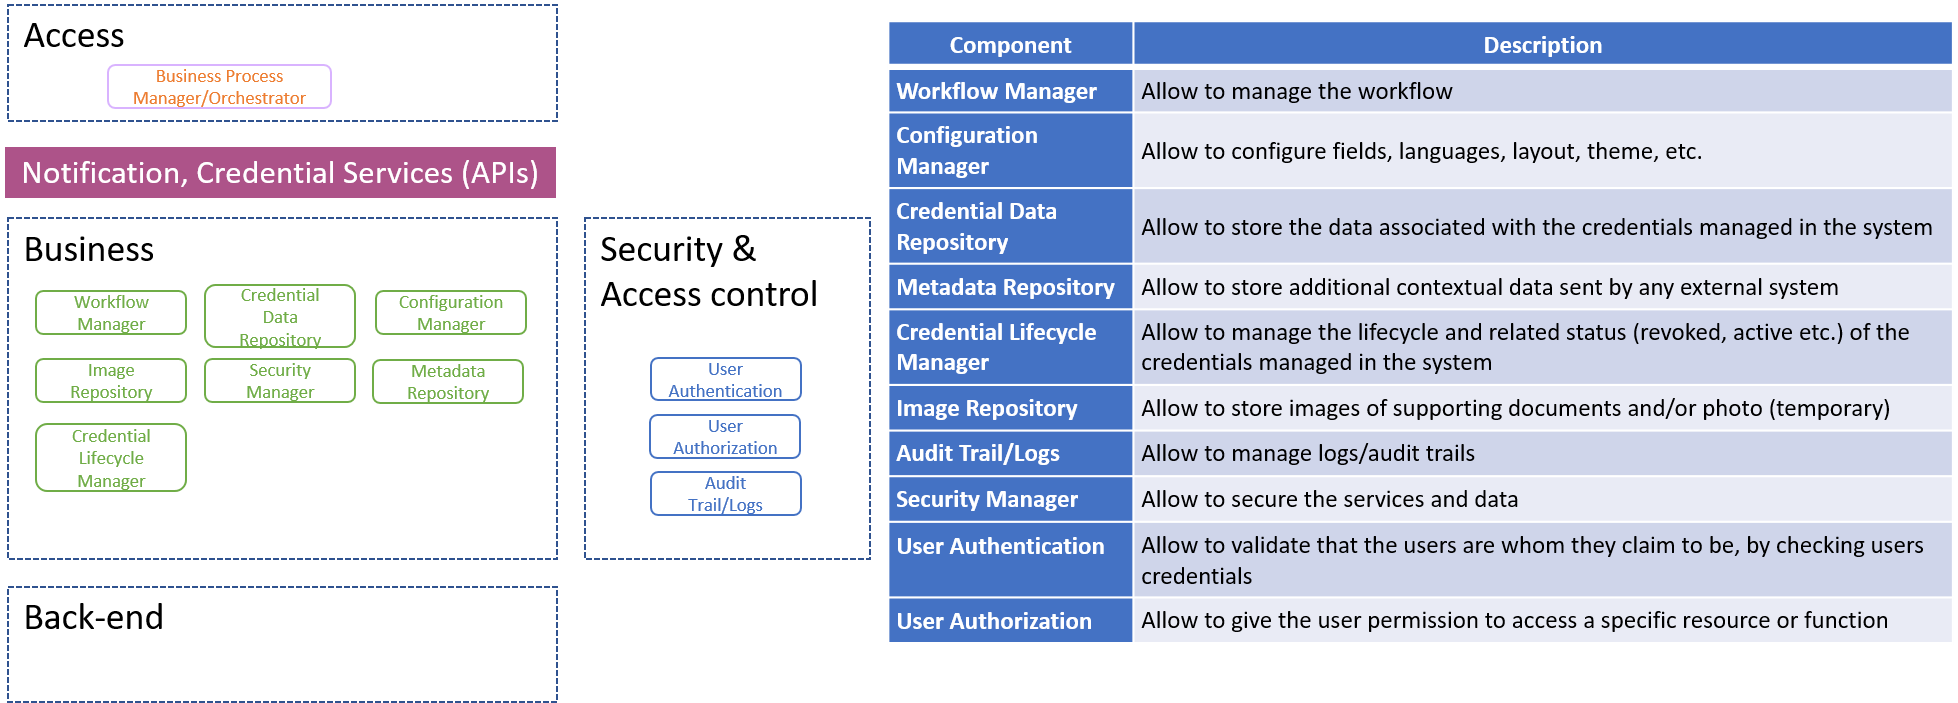 Access
Business Process
Manager/Orchestrator
Notification, Credential Services (APIs)
Business
Workflow
Manager
Credential
Data
Repository
Configuration
Manager
Image
Repository
Security
Manager
Metadata
Repository
Credential
Lifecycle
Manager
Security &
Access control
User
Authentication
User
Authorization
Audit
Trail/Logs
Back-end
Component Description
Workflow Manager Allow to manage the workflow
Configuration
Manager
Allow to configure fields, languages, layout, theme, etc.
Credential Data
Repository
Allow to store the data associated with the credentials managed in the system
Metadata Repository Allow to store additional contextual data sent by any external system
Credential Lifecycle
Manager
Allow to manage the lifecycle and related status (revoked, active etc.) of the
credentials managed in the system
Image Repository Allow to store images of supporting documents and/or photo (temporary)
Audit Trail/Logs Allow to manage logs/audit trails
Security Manager Allow to secure the services and data
User Authentication Allow to validate that the users are whom they claim to be, by checking users
credentials
User Authorization Allow to give the user permission to access a specific resource or function